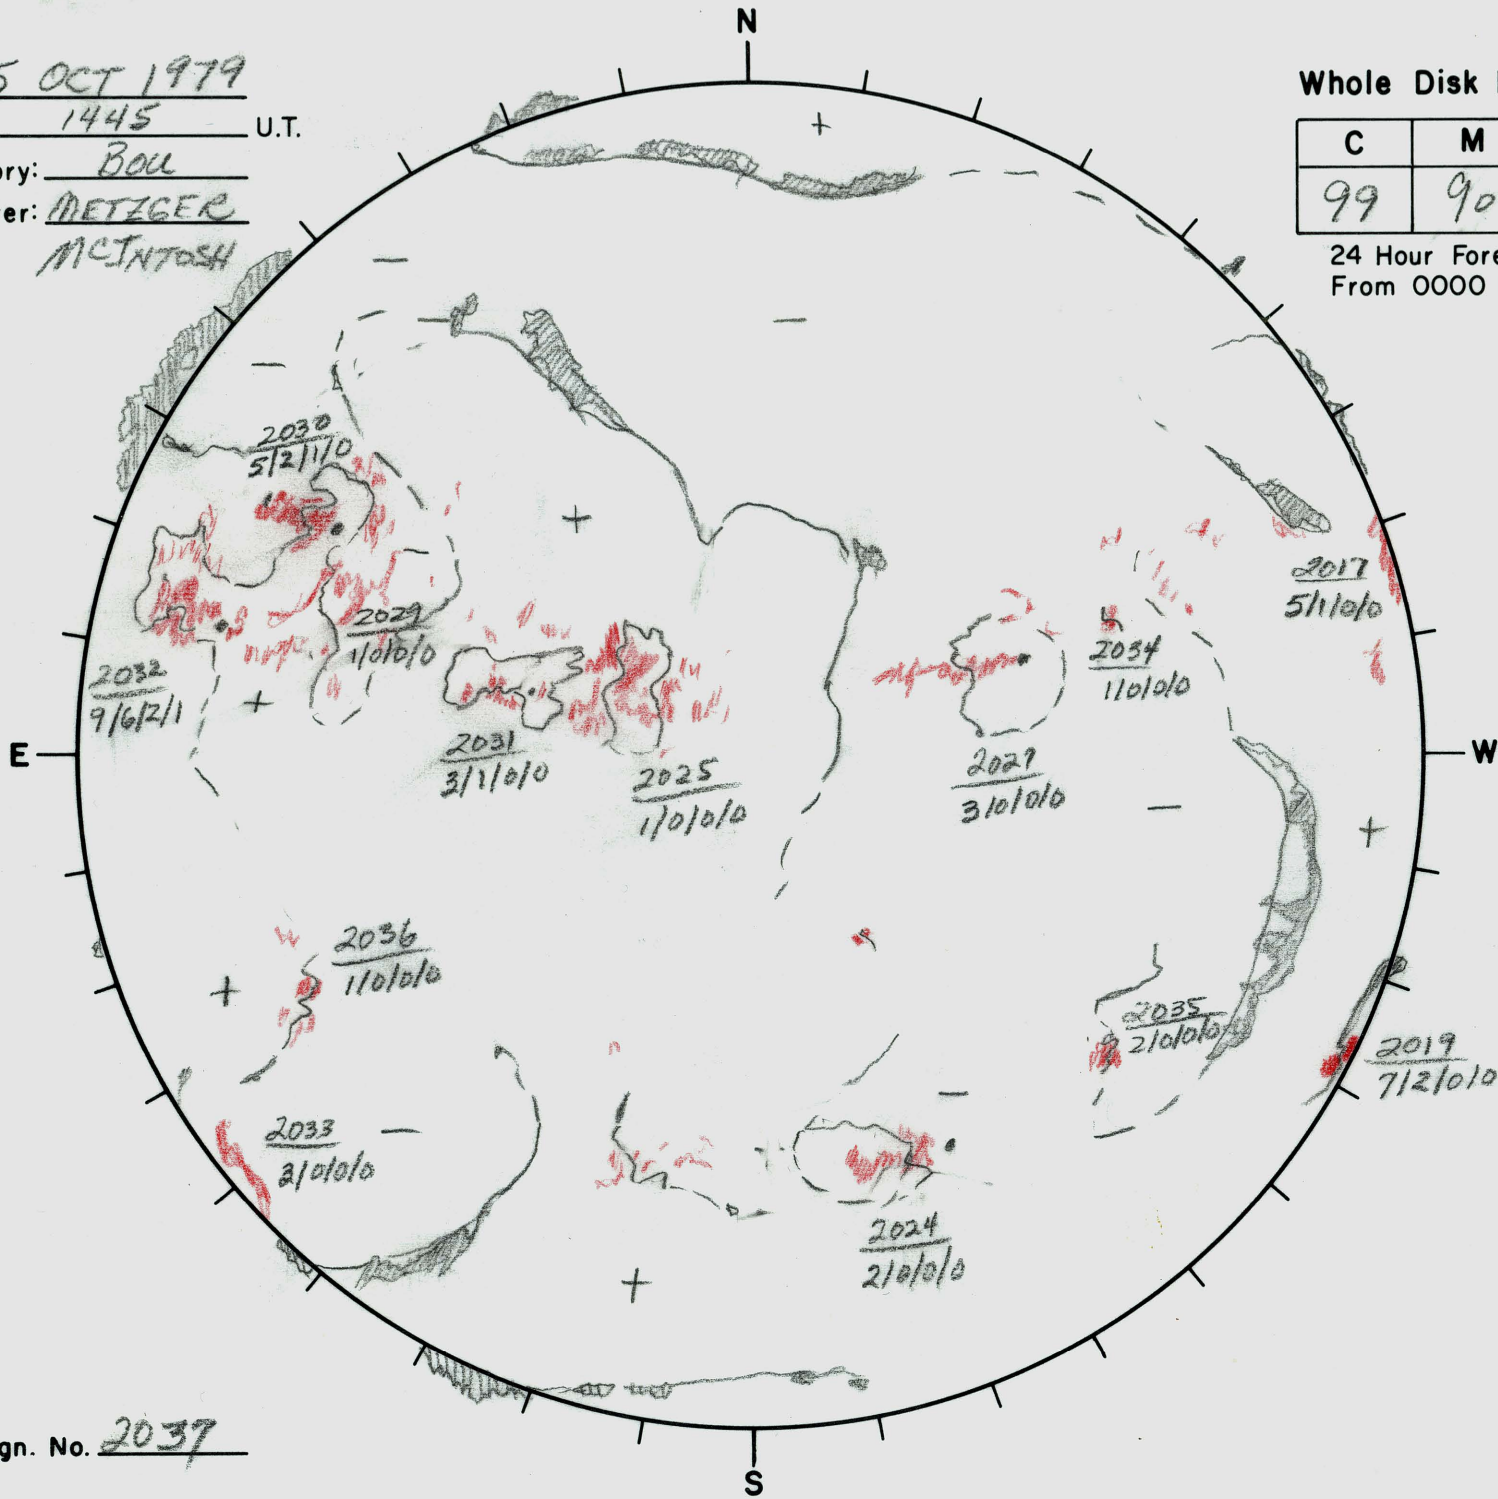 N
5 OCT 1979
1445 U.T.
ory: BOU
er: METZGER
MCINTOSH
Whole Disk
C M
99 90
24 Hour Fore
From 0000
+
-
-
-
2030
5/2/1/0
+
2017
5/1/0/0
2029
1/0/0/0
2034
1/0/0/0
2032
9/6/2/1
+
2031
3/1/0/0
2025
1/0/0/0
2027
3/0/0/0
E
W
-
+
2036
1/0/0/0
+
2035
2/0/0/0
2019
7/2/0/0
-
2033
3/0/0/0
-
+
2024
2/0/0/0
+
gn. No. 2037
S